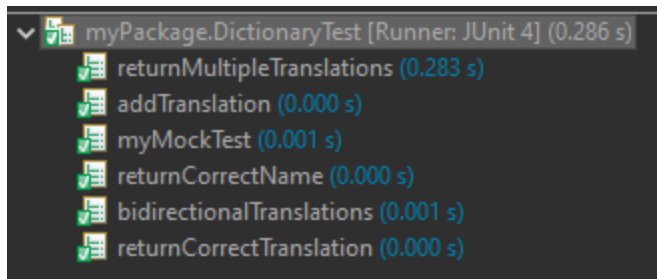 myPackage.DictionaryTest [Runner: JUnit 4] (0.286 s)
returnMultipleTranslations (0.283 s)
addTranslation (0.000 s)
myMockTest (0.001 s)
returnCorrectName (0.000 s)
bidirectionalTranslations (0.001 s)
returnCorrectTranslation (0.000 s)